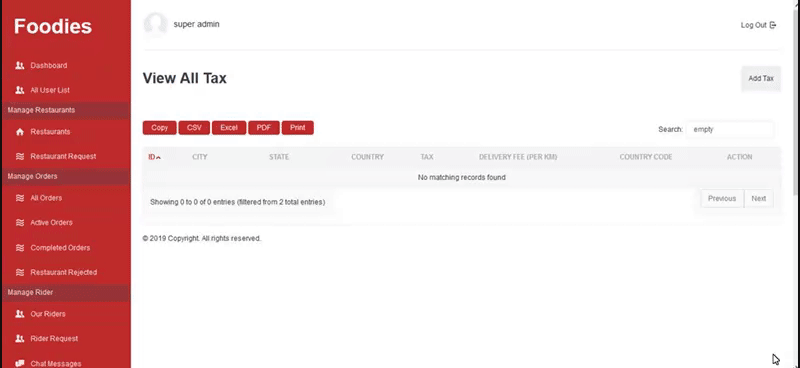 Foodies
super admin
Log Out
Dashboard
All User List
Manage Restaurants
Restaurants
Restaurant Request
Manage Orders
All Orders
Active Orders
Completed Orders
Restaurant Rejected
Manage Rider
Our Riders
Rider Request
Chat Messages
View All Tax
Add Tax
Copy CSV Excel PDF Print
Search: empty
ID CITY STATE COUNTRY TAX DELIVERY FEE (PER KM) COUNTRY CODE ACTION
No matching records found
Showing 0 to 0 of 0 entries (filtered from 2 total entries)
Previous Next
© 2019 Copyright. All rights reserved.